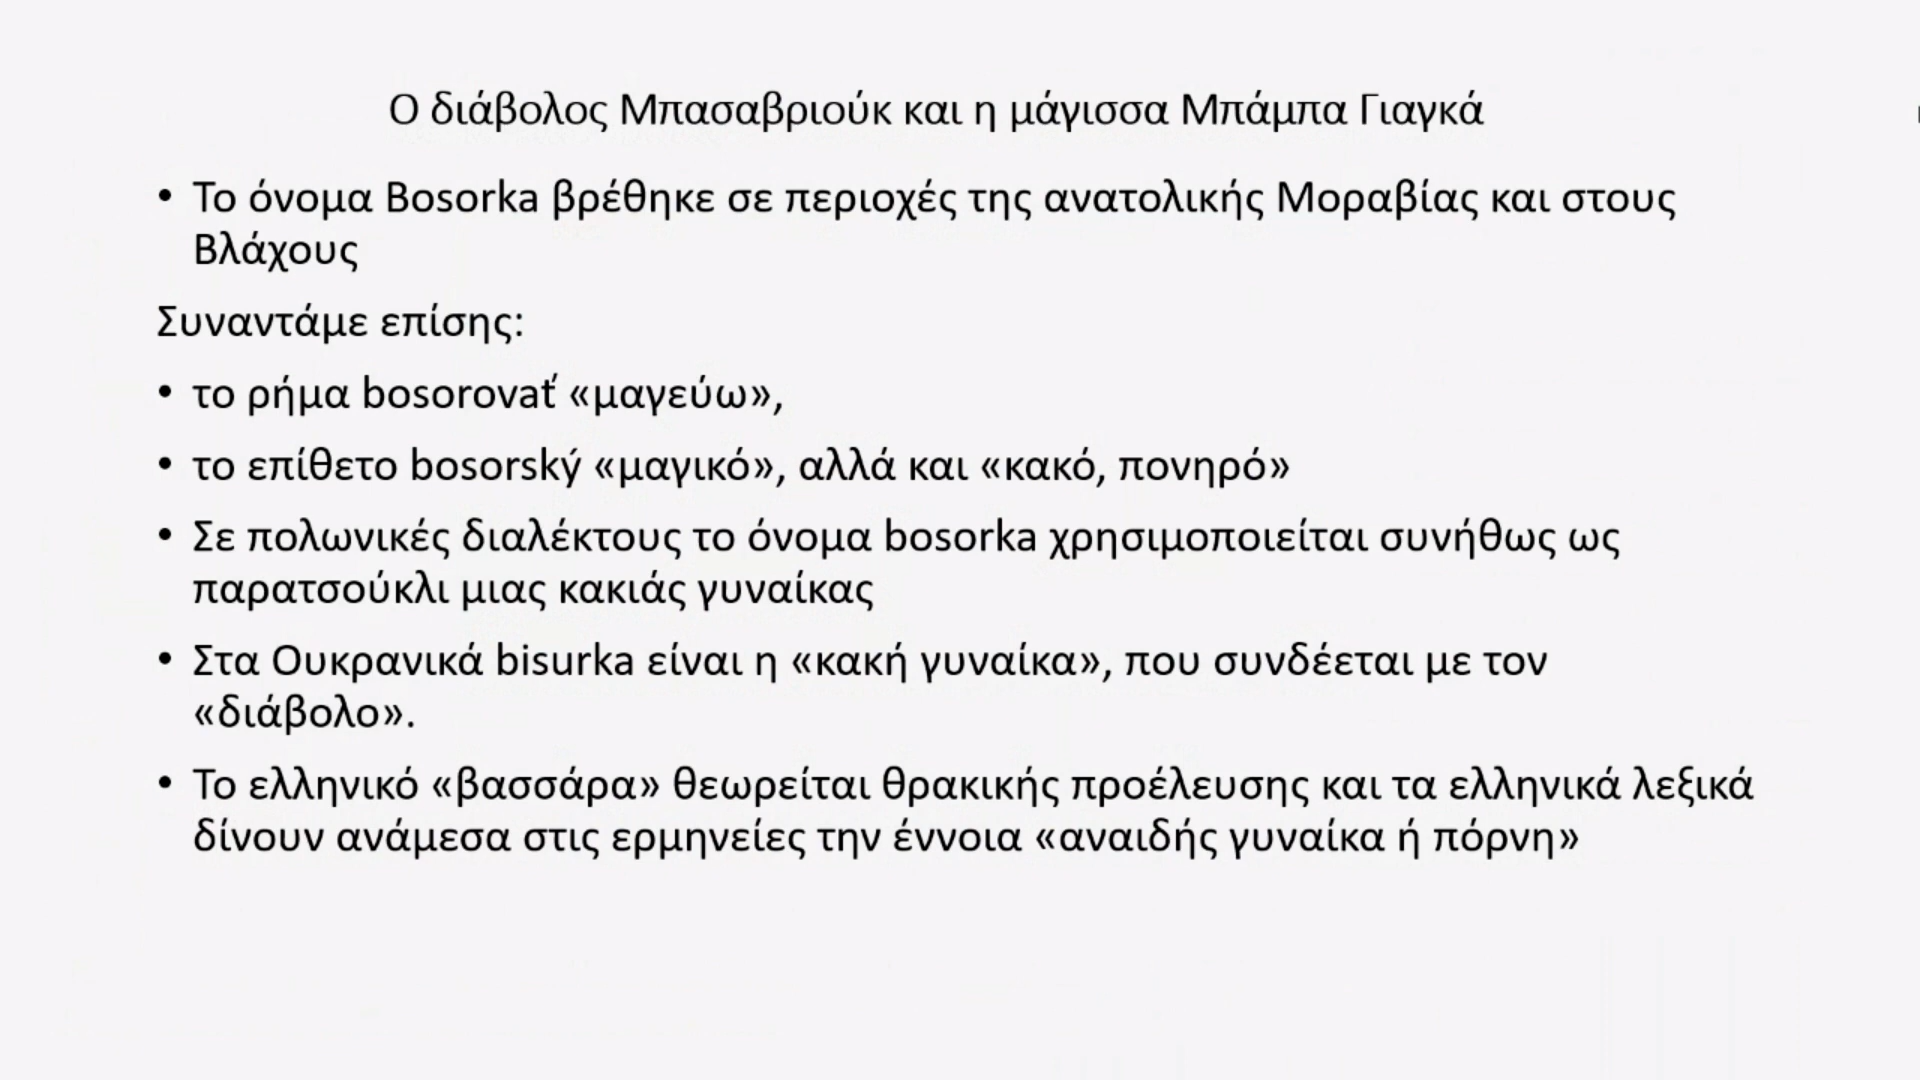 Ο διάβολος Μπασαβριούκ και η μάγισσα Μπάμπα Γιαγκά
• Το όνομα Bosorka βρέθηκε σε περιοχές της ανατολικής Μοραβίας και στους
Βλάχους
Συναντάμε επίσης:
• το ρήμα bosorovať «μαγεύω»,
• το επίθετο bosorský «μαγικό», αλλά και «κακό, πονηρό»
• Σε πολωνικές διαλέκτους το όνομα bosorka χρησιμοποιείται συνήθως ως
παρατσούκλι μιας κακιάς γυναίκας
• Στα Ουκρανικά bisurka είναι η «κακή γυναίκα», που συνδέεται με τον
«διάβολο».
• Το ελληνικό «βασσάρα» θεωρείται θρακικής προέλευσης και τα ελληνικά λεξικά
δίνουν ανάμεσα στις ερμηνείες την έννοια «αναιδής γυναίκα ή πόρνη»